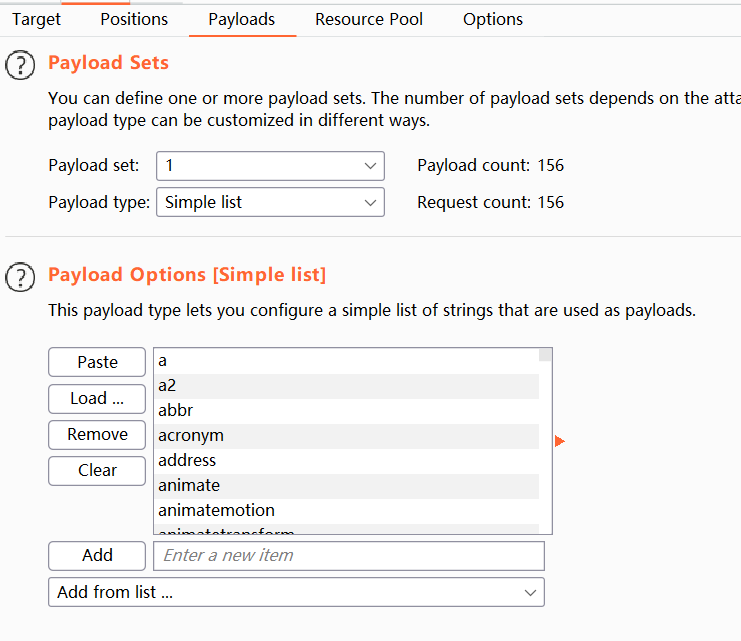 Target Positions Payloads Resource Pool Options
Payload Sets
You can define one or more payload sets. The number of payload sets depends on the atta
payload type can be customized in different ways.
Payload set: 1 Payload count: 156
Payload type: Simple list Request count: 156
Payload Options [Simple list]
This payload type lets you configure a simple list of strings that are used as payloads.
Paste a
a2
Load ... abbr
Remove acronym
address
Clear animate
animatemotion
animatetransform
Add Enter a new item
Add from list ...